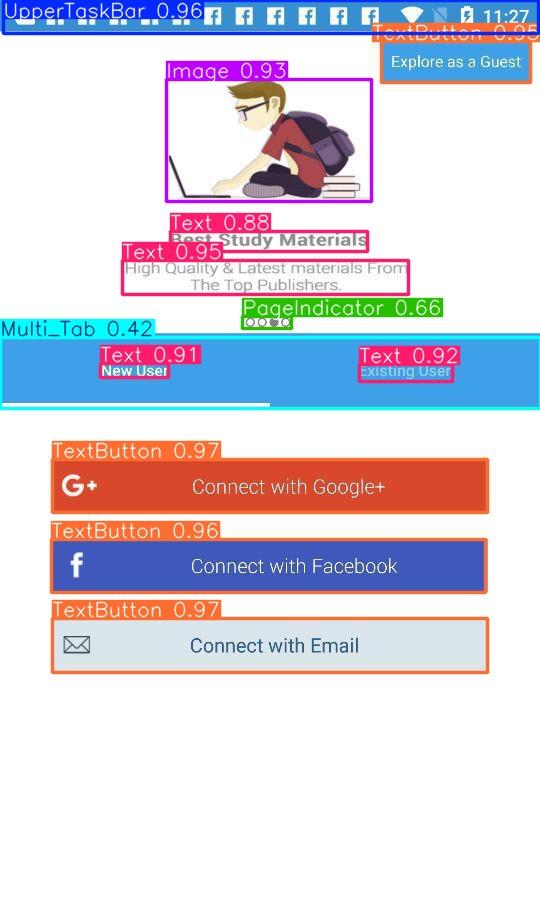 UpperTaskBar 0.96
11:27
TextButton 0.95
Explore as a Guest
Image 0.93
Text 0.88
Best Study Materials
Text 0.95
High Quality & Latest materials From
The Top Publishers.
PageIndicator 0.66
Multi_Tab 0.42
Text 0.91
New User
Text 0.92
Existing User
TextButton 0.97
G+ Connect with Google+
TextButton 0.96
f Connect with Facebook
TextButton 0.97
Connect with Email